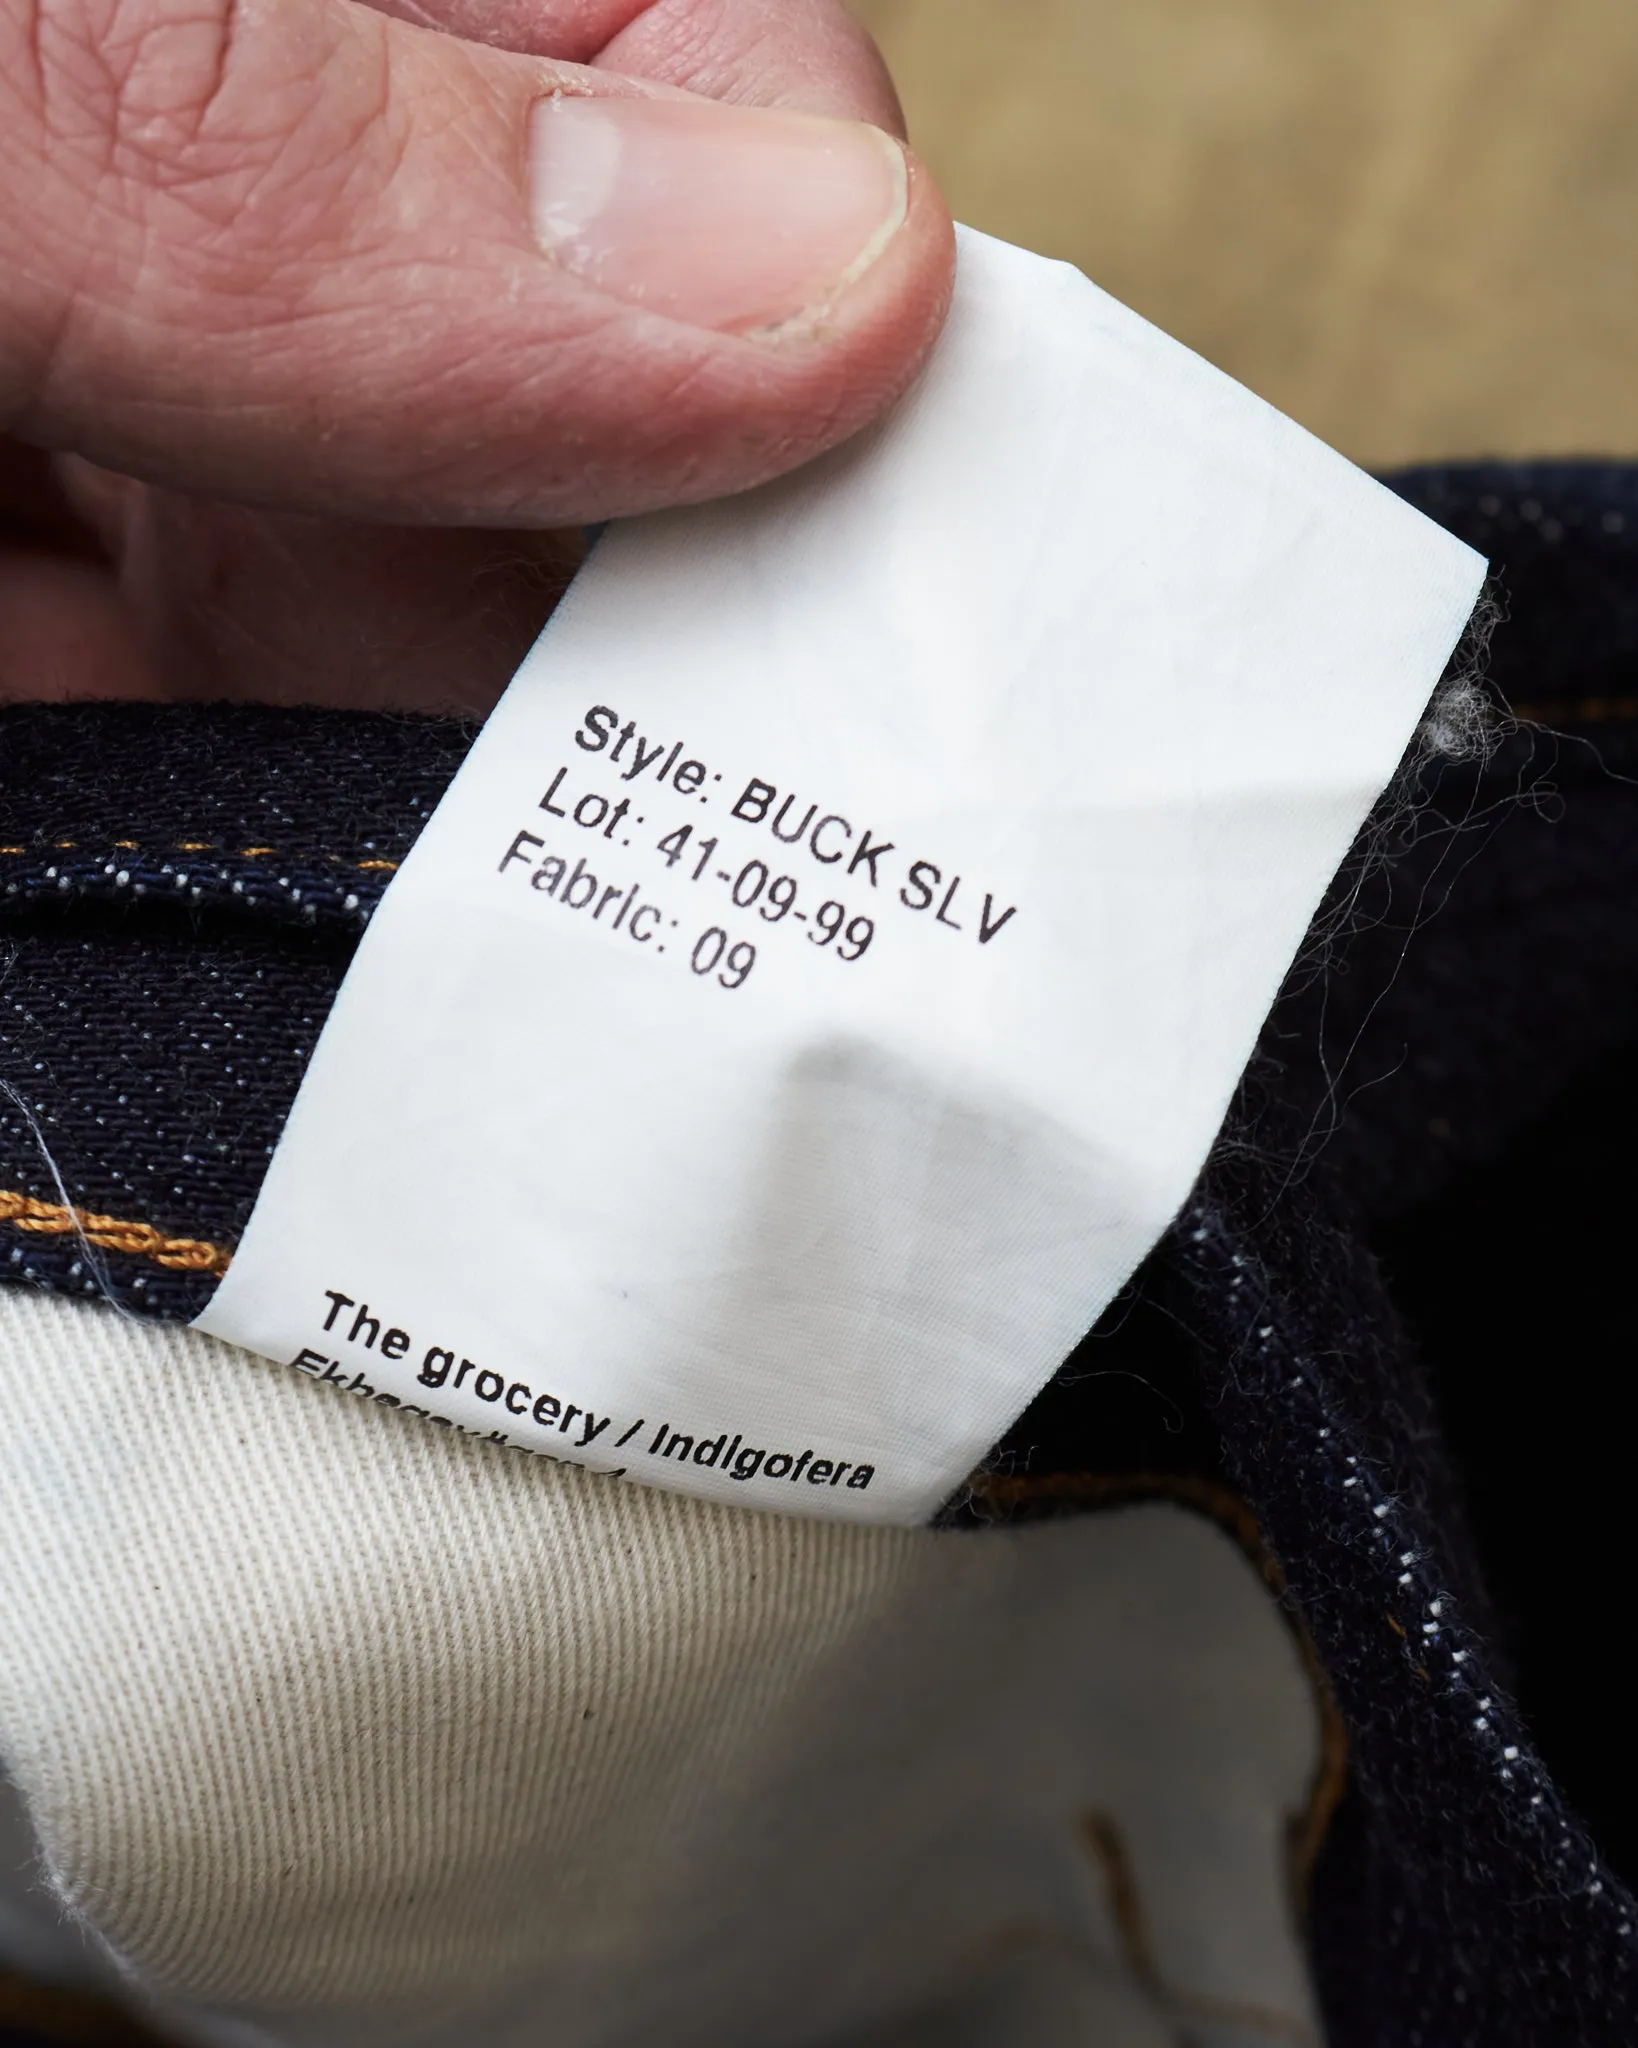 Style: BUCK SLV
Lot: 41-09-99
Fabric: 09
The grocery / Indigofera